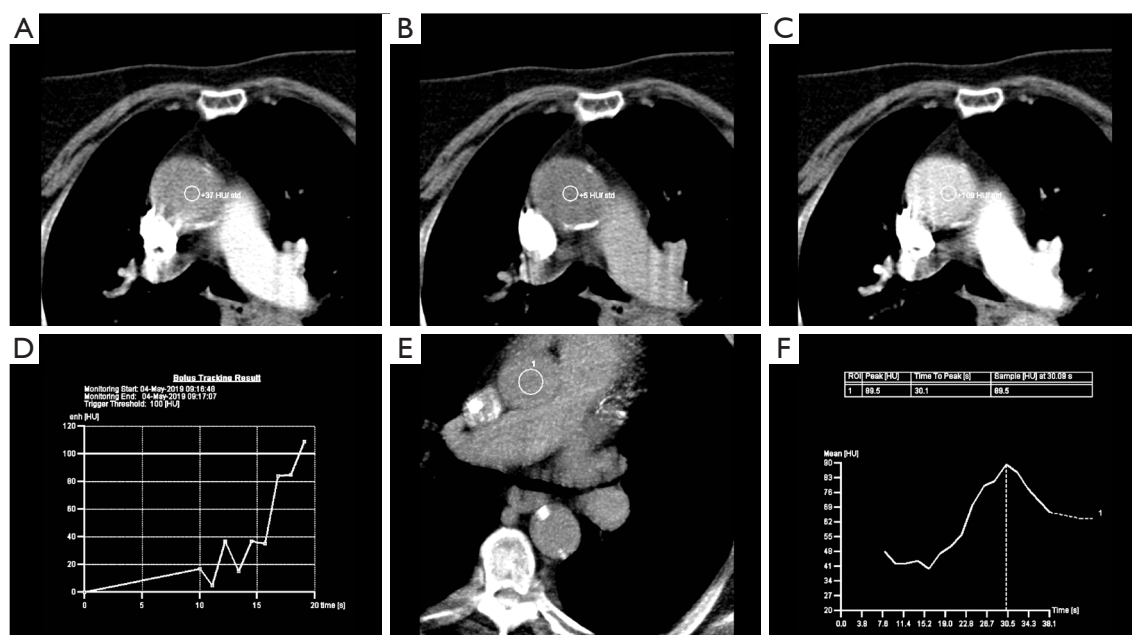 A
B
C
+37 HU/ std
+5 HU/ std
+109 HU/ std
D
E
F
Bolus Tracking Result
Monitoring Start: 04-May-2019 09:16:48
Monitoring End: 04-May-2019 09:17:07
Trigger Threshold: 100 [HU]
enh [HU]
120
100
80
60
40
20
0
0 5 10 15 20 time [s]
1
ROI Peak [HU] Time To Peak [s] Sample [HU] at 30.09 s
1 89.5 30.1 89.5
Mean [HU]
80
83
76
69
62
55
48
41
34
27
20
1
0.0 3.8 7.6 11.4 15.2 19.0 22.8 26.7 30.5 34.3 38.1
Time [s]